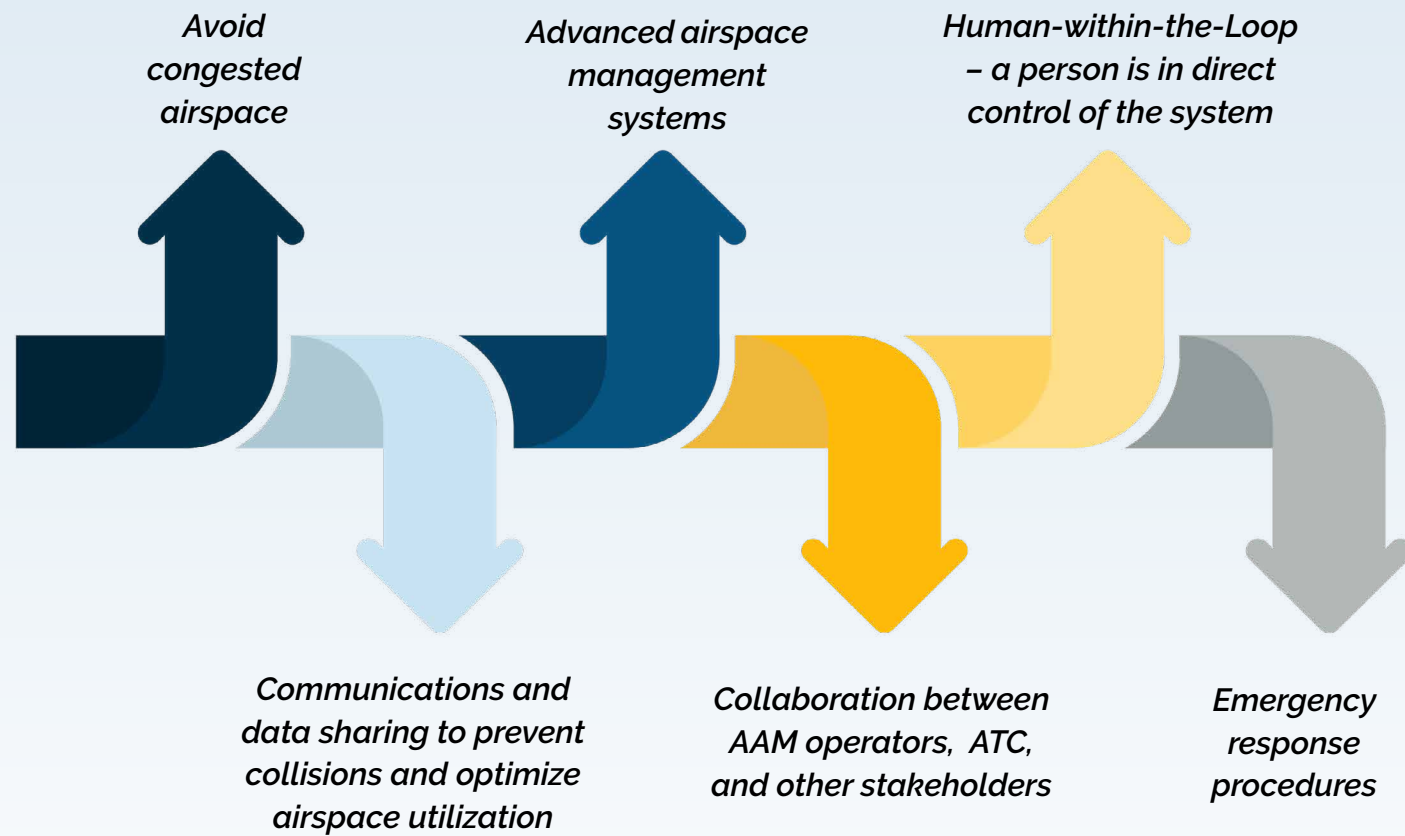 Avoid
congested
airspace
Advanced airspace
management
systems
Human-within-the-Loop
– a person is in direct
control of the system
Communications and
data sharing to prevent
collisions and optimize
airspace utilization
Collaboration between
AAM operators, ATC,
and other stakeholders
Emergency
response
procedures